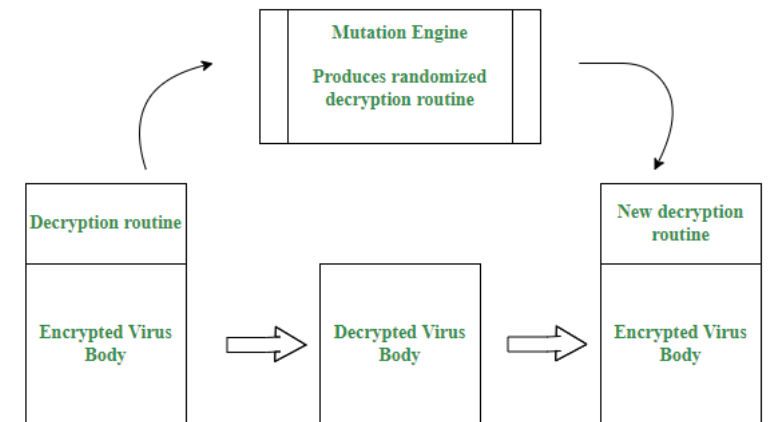 Mutation Engine
Produces randomized
decryption routine
Decryption routine
New decryption
routine
Encrypted Virus
Body
Decrypted Virus
Body
Encrypted Virus
Body